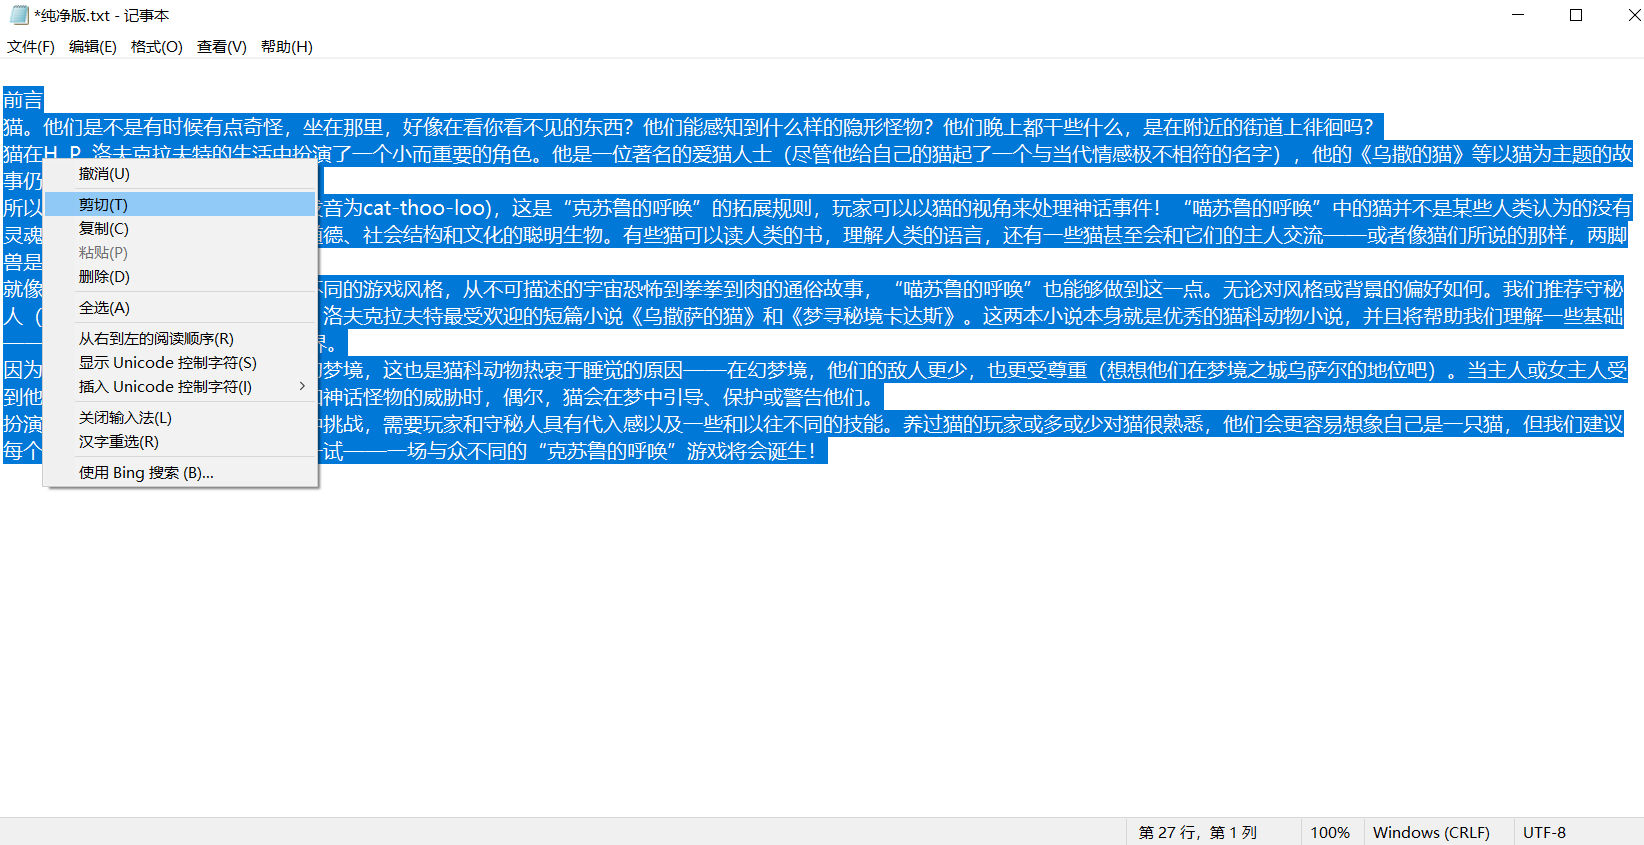 *纯净版.txt - 记事本
文件(F) 编辑(E) 格式(O) 查看(V) 帮助(H)
前言
猫。他们是不是有时候有点奇怪，坐在那里，好像在看你看不见的东西？他们能感知到什么样的隐形怪物？他们晚上都干些什么，是在附近的街道上徘徊吗？
猫在H. P. 洛夫克拉夫特的生活中扮演了一个小而重要的角色。他是一位著名的爱猫人士（尽管他给自己的猫起了一个与当代情感极不相符的名字），他的《乌撒的猫》等以猫为主题的故
事仍
所以 音为cat-thoo-loo)，这是“克苏鲁的呼唤”的拓展规则，玩家可以以猫的视角来处理神话事件！“喵苏鲁的呼唤”中的猫并不是某些人类认为的没有
灵魂 道德、社会结构和文化的聪明生物。有些猫可以读人类的书，理解人类的语言，还有一些猫甚至会和它们的主人交流——或者像猫们所说的那样，两脚
兽是
就像 不同的游戏风格，从不可描述的宇宙恐怖到拳拳到肉的通俗故事，“喵苏鲁的呼唤”也能够做到这一点。无论对风格或背景的偏好如何。我们推荐守秘
人（ 洛夫克拉夫特最受欢迎的短篇小说《乌撒萨的猫》和《梦寻秘境卡达斯》。这两本小说本身就是优秀的猫科动物小说，并且将帮助我们理解一些基础
—— 界。
因为 梦境，这也是猫科动物热衷于睡觉的原因——在幻梦境，他们的敌人更少，也更受尊重（想想他们在梦境之城乌萨尔的地位吧）。当主人或女主人受
到他 神话怪物的威胁时，偶尔，猫会在梦中引导、保护或警告他们。
扮演 挑战，需要玩家和守秘人具有代入感以及一些和以往不同的技能。养过猫的玩家或多或少对猫很熟悉，他们会更容易想象自己是一只猫，但我们建议
每个 试——一场与众不同的“克苏鲁的呼唤”游戏将会诞生！
撤消(U)
剪切(T)
复制(C)
粘贴(P)
删除(D)
全选(A)
从右到左的阅读顺序(R)
显示 Unicode 控制字符(S)
插入 Unicode 控制字符(I)
关闭输入法(L)
汉字重选(R)
使用 Bing 搜索 (B)...
第 27 行，第 1 列 100% Windows (CRLF) UTF-8